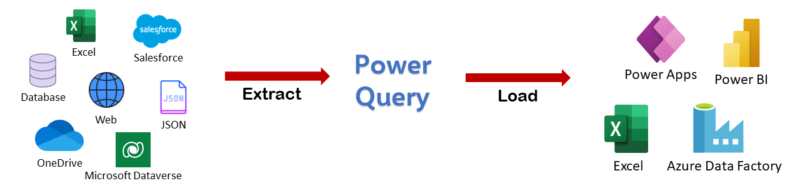 Excel
salesforce
Salesforce
Database
Web
JSON
JSON
OneDrive
Microsoft Dataverse
Extract
Power
Query
Load
Power Apps
Power BI
X
Excel
Azure Data Factory